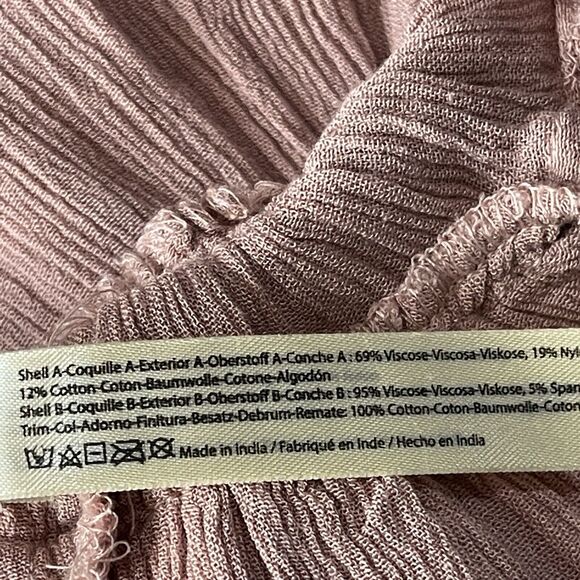 Shell A-Coquille A-Exterior A-Oberstoff A-Conche A : 69% Viscose-Viscosa-Viskose, 19% Nyl
12% Cotton-Coton-Baumwolle-Cotone-Algodón
Shell B-Coquille B-Exterior B-Oberstoff B-Conche B : 95% Viscose-Viscosa-Viskose, 5% Span
Trim-Col-Adorno-Finitura-Besatz-Debrum-Remate: 100% Cotton-Coton-Baumwolle-Coton
Made in India / Fabriqué en Inde / Hecho en India